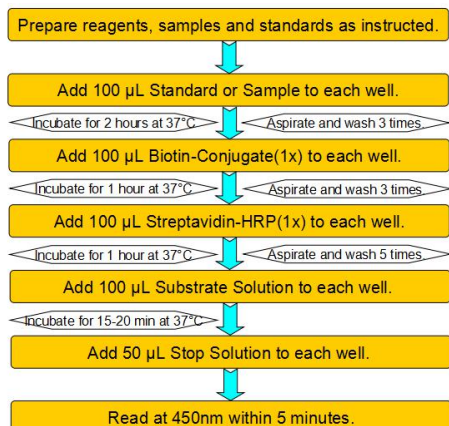 Prepare reagents, samples and standards as instructed.
Add 100 µL Standard or Sample to each well.
Incubate for 2 hours at 37°C
Aspirate and wash 3 times.
Add 100 µL Biotin-Conjugate(1x) to each well.
Incubate for 1 hour at 37°C
Aspirate and wash 3 times.
Add 100 µL Streptavidin-HRP(1x) to each well.
Incubate for 1 hour at 37°C
Aspirate and wash 5 times.
Add 100 µL Substrate Solution to each well.
Incubate for 15-20 min at 37°C
Add 50 µL Stop Solution to each well.
Read at 450nm within 5 minutes.